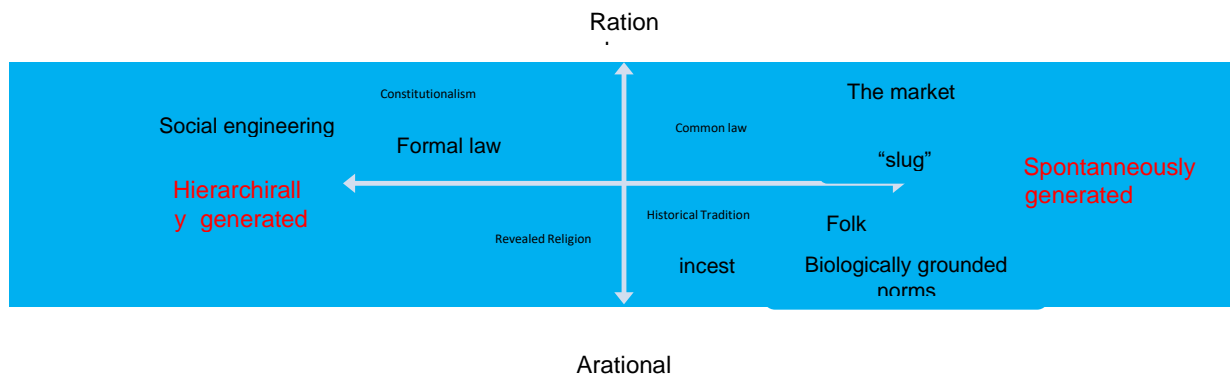 Ration
Constitutionalism
The market
Social engineering
Common law
Formal law
“slug”
Hierarchirall
y generated
Spontanneously
generated
Historical Tradition
Folk
Revealed Religion
incest
Biologically grounded
norms
Arational